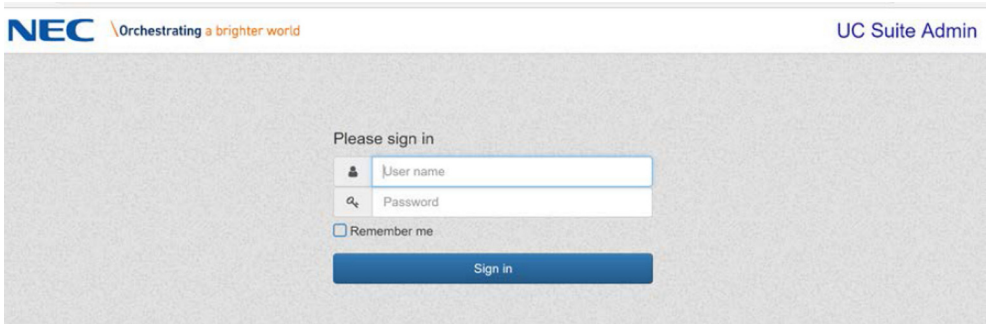 NEC \Orchestrating a brighter world
UC Suite Admin
Please sign in
User name
Password
Remember me
Sign in